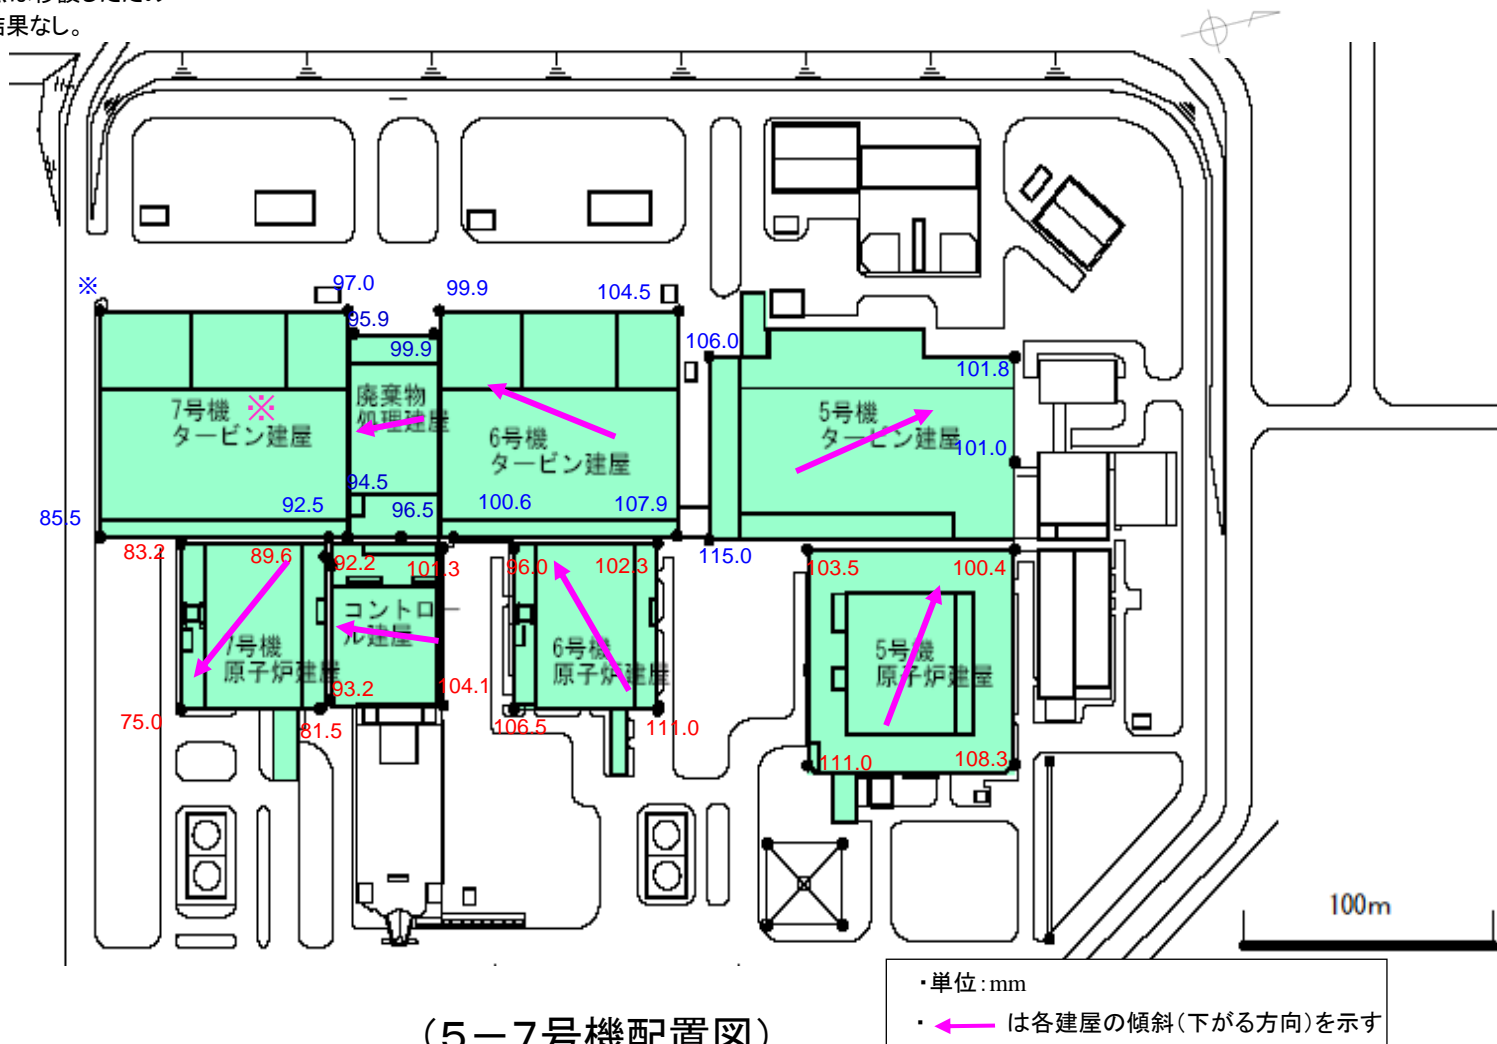 結果なし。
※
97.0
99.9
104.5
95.9
99.9
106.0
101.8
7号機 ※
タービン建屋
廃棄物
処理建屋
6号機
タービン建屋
5号機
タービン建屋
101.0
94.5
92.5
96.5
100.6
107.9
85.5
115.0
83.2
89.6
92.2
101.3
96.0
102.3
103.5
100.4
コントロ
ール建屋
7号機
原子炉建屋
6号機
原子炉建屋
5号機
原子炉建屋
93.2
104.1
75.0
81.5
106.5
111.0
111.0
108.3
100m
・単位:mm
・ は各建屋の傾斜(下がる方向)を示す
(5-7号機配置図)